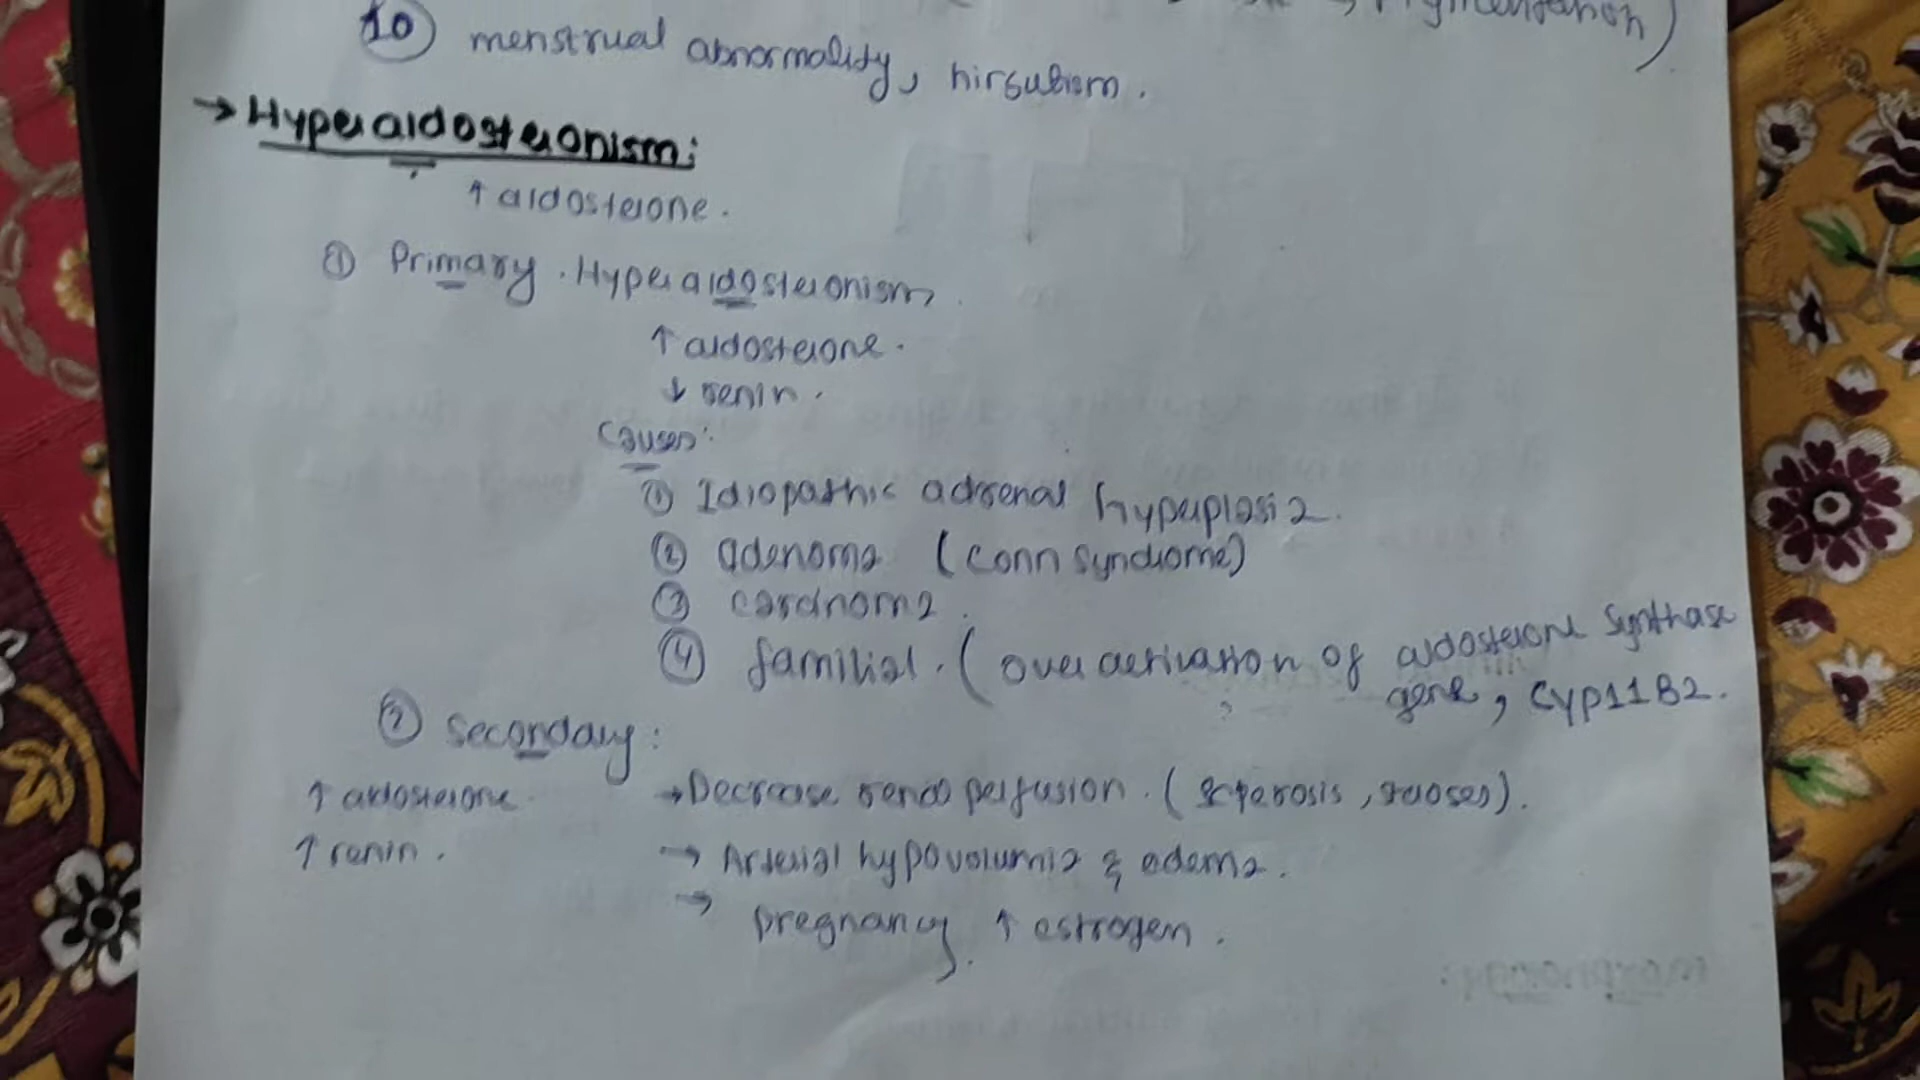 Pigmentation)
10 menstrual abnormality, hirsutism.
→ Hyperaldosteronism:
↑ aldosterone.
① Primary Hyperaldosteronism.
↑ aldosterone.
↓ renin.
Causes:
① Idiopathic adrenal hyperplasia.
② adenoma (Conn Syndrome)
③ carcinoma.
④ familial. (over activation of aldosterone synthase
gene, CYP11B2.
② Secondary:
↑ aldosterone. → Decrease renal perfusion. (
↑ renin. → Arterial hypovolumia & edema.
→ pregnancy ↑ estrogen.